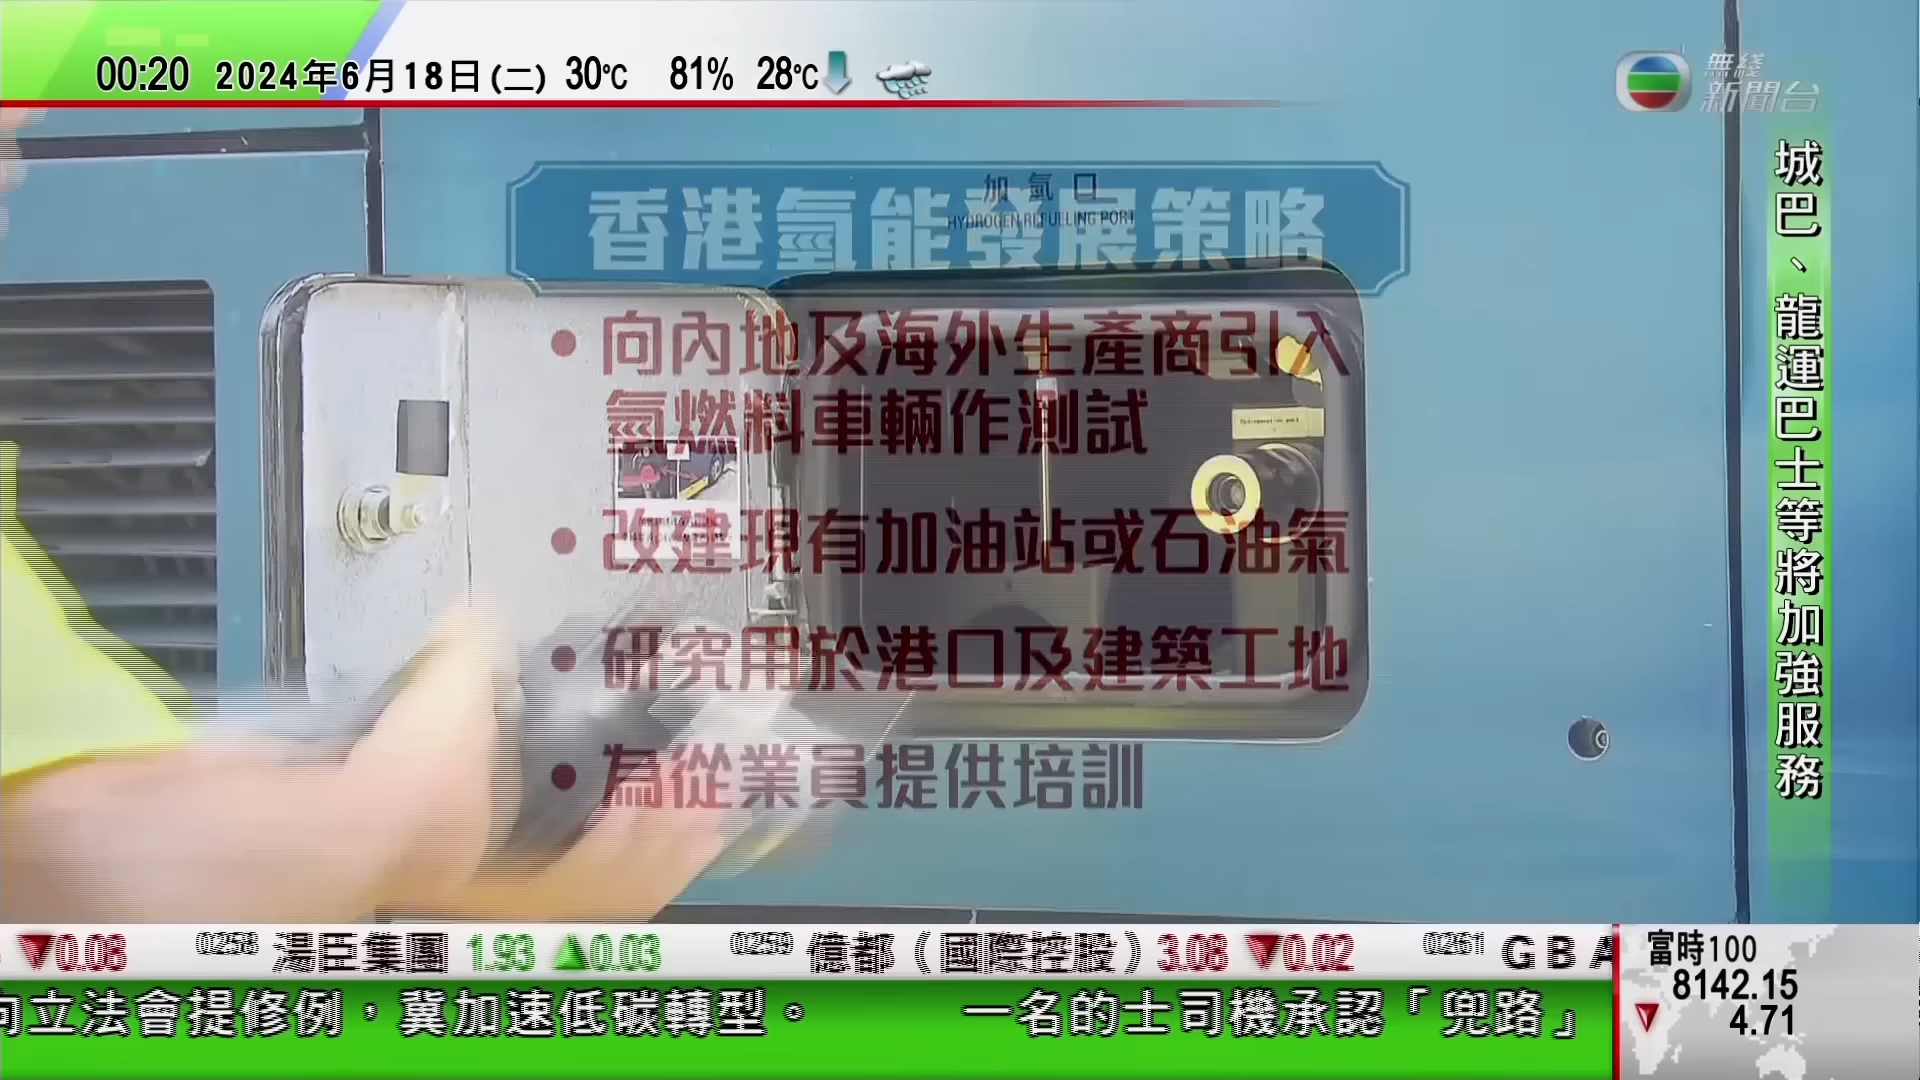 00:20 2024年6月18日(二) 30℃ 81% 28℃
無綫
新聞台
加氫口
HYDROGEN REFUELING PORT
香港氫能發展策略
• 向內地及海外生產商引入
氫燃料車輛作測試
• 改建現有加油站或石油氣
• 研究用於港口及建築工地
• 為從業員提供培訓
城巴、龍運巴士等將加強服務
▼0.08 0258 湯臣集團 1.93 ▲0.03 0259 億都（國際控股）3.08 ▼0.02 0261 GBA
富時100
8142.15
▼ 4.71
向立法會提修例，冀加速低碳轉型。 一名的士司機承認「兜路」